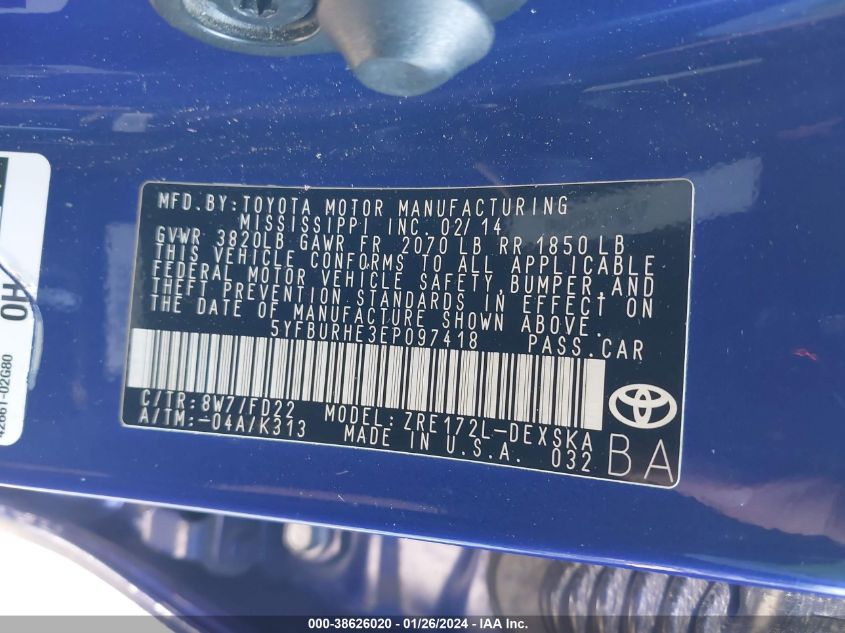 MFD. BY: TOYOTA MOTOR MANUFACTURING
MISSISSIPPI INC. 02/14
GVWR 3820LB GAWR FR 2070 LB RR 1850 LB
THIS VEHICLE CONFORMS TO ALL APPLICABLE
FEDERAL MOTOR VEHICLE SAFETY, BUMPER, AND
THEFT PREVENTION STANDARDS IN EFFECT ON
THE DATE OF MANUFACTURE SHOWN ABOVE.
5YFBURHE3EP097418 PASS. CAR
C/TR: 8W7/FD22 MODEL: ZRE172L-DEXSKA
A/TM: -04A/K313 MADE IN U.S.A. 032
BA
42661-02G80
HO
000-38626020 - 01/26/2024 - IAA Inc.